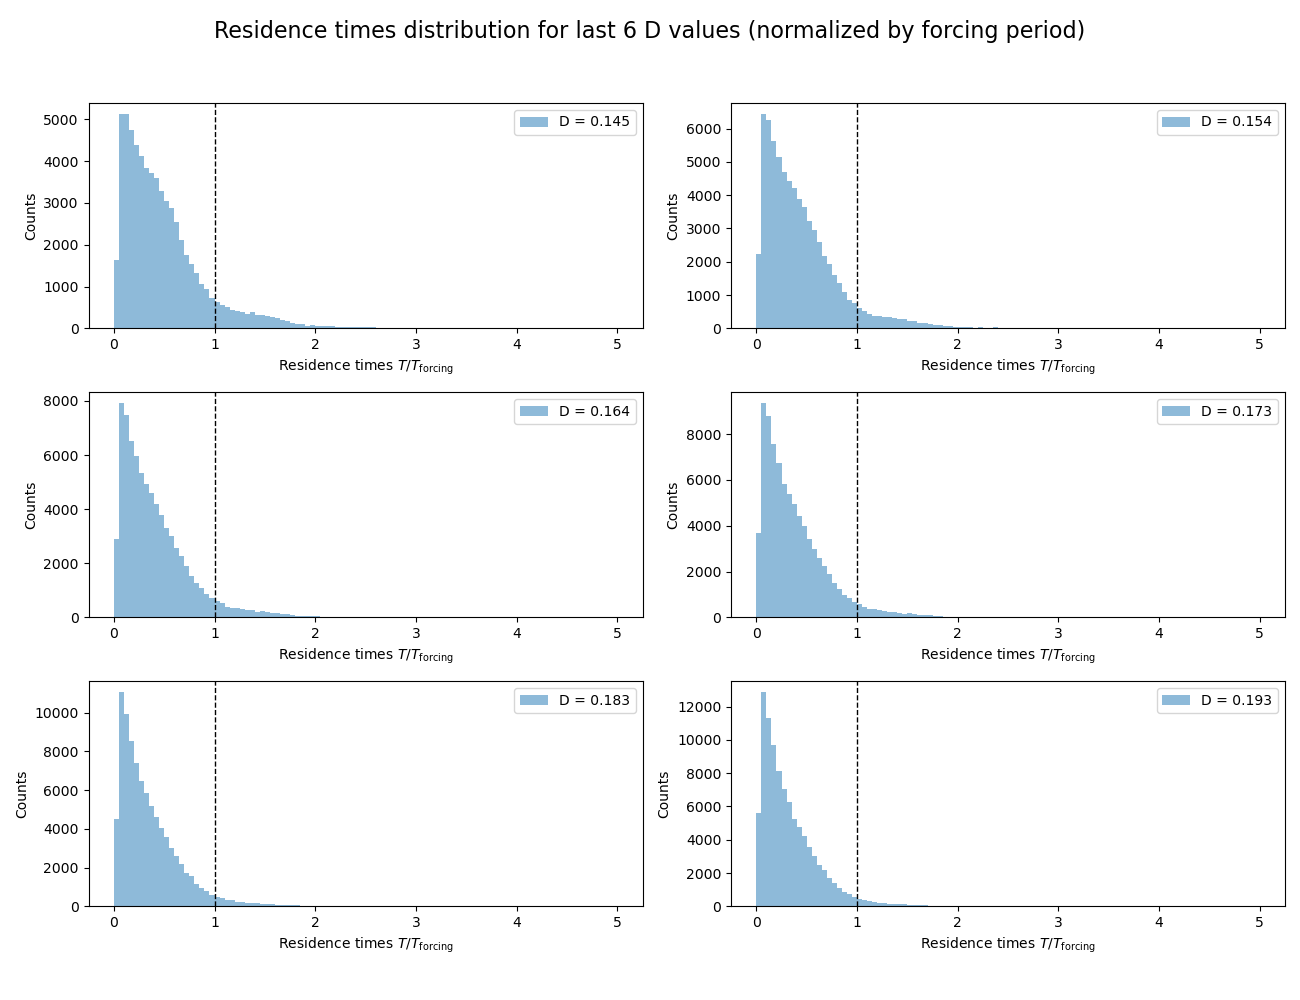 Residence times distribution for last 6 D values (normalized by forcing period)
5000
4000
3000
2000
1000
0
Counts
D = 0.145
0 1 2 3 4 5
Residence times T/T_forcing
6000
5000
4000
3000
2000
1000
0
Counts
D = 0.154
0 1 2 3 4 5
Residence times T/T_forcing
8000
6000
4000
2000
0
Counts
D = 0.164
0 1 2 3 4 5
Residence times T/T_forcing
8000
6000
4000
2000
0
Counts
D = 0.173
0 1 2 3 4 5
Residence times T/T_forcing
10000
8000
6000
4000
2000
0
Counts
D = 0.183
0 1 2 3 4 5
Residence times T/T_forcing
12000
10000
8000
6000
4000
2000
0
Counts
D = 0.193
0 1 2 3 4 5
Residence times T/T_forcing